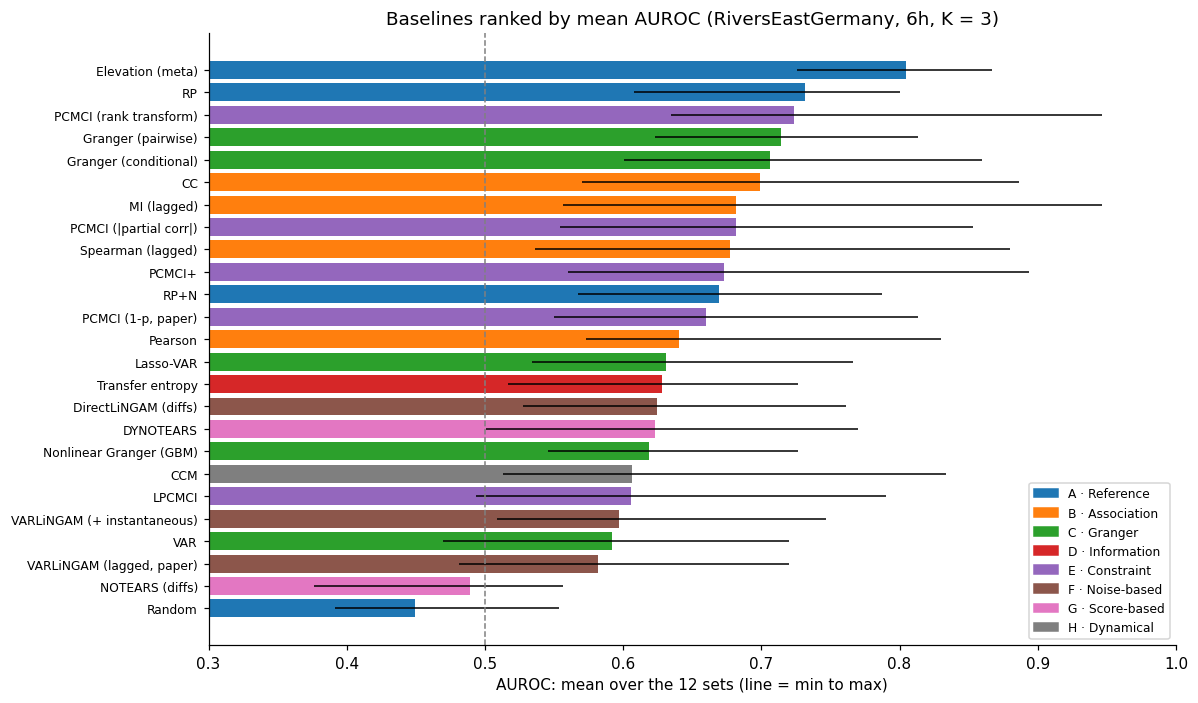 Baselines ranked by mean AUROC (RiversEastGermany, 6h, K = 3)
Elevation (meta)
RP
PCMCI (rank transform)
Granger (pairwise)
Granger (conditional)
CC
MI (lagged)
PCMCI (|partial corr|)
Spearman (lagged)
PCMCI+
RP+N
PCMCI (1-p, paper)
Pearson
Lasso-VAR
Transfer entropy
DirectLiNGAM (diffs)
DYNOTEARS
Nonlinear Granger (GBM)
CCM
LPCMCI
VARLiNGAM (+ instantaneous)
VAR
VARLiNGAM (lagged, paper)
NOTEARS (diffs)
Random
A · Reference
B · Association
C · Granger
D · Information
E · Constraint
F · Noise-based
G · Score-based
H · Dynamical
0.3 0.4 0.5 0.6 0.7 0.8 0.9 1.0
AUROC: mean over the 12 sets (line = min to max)